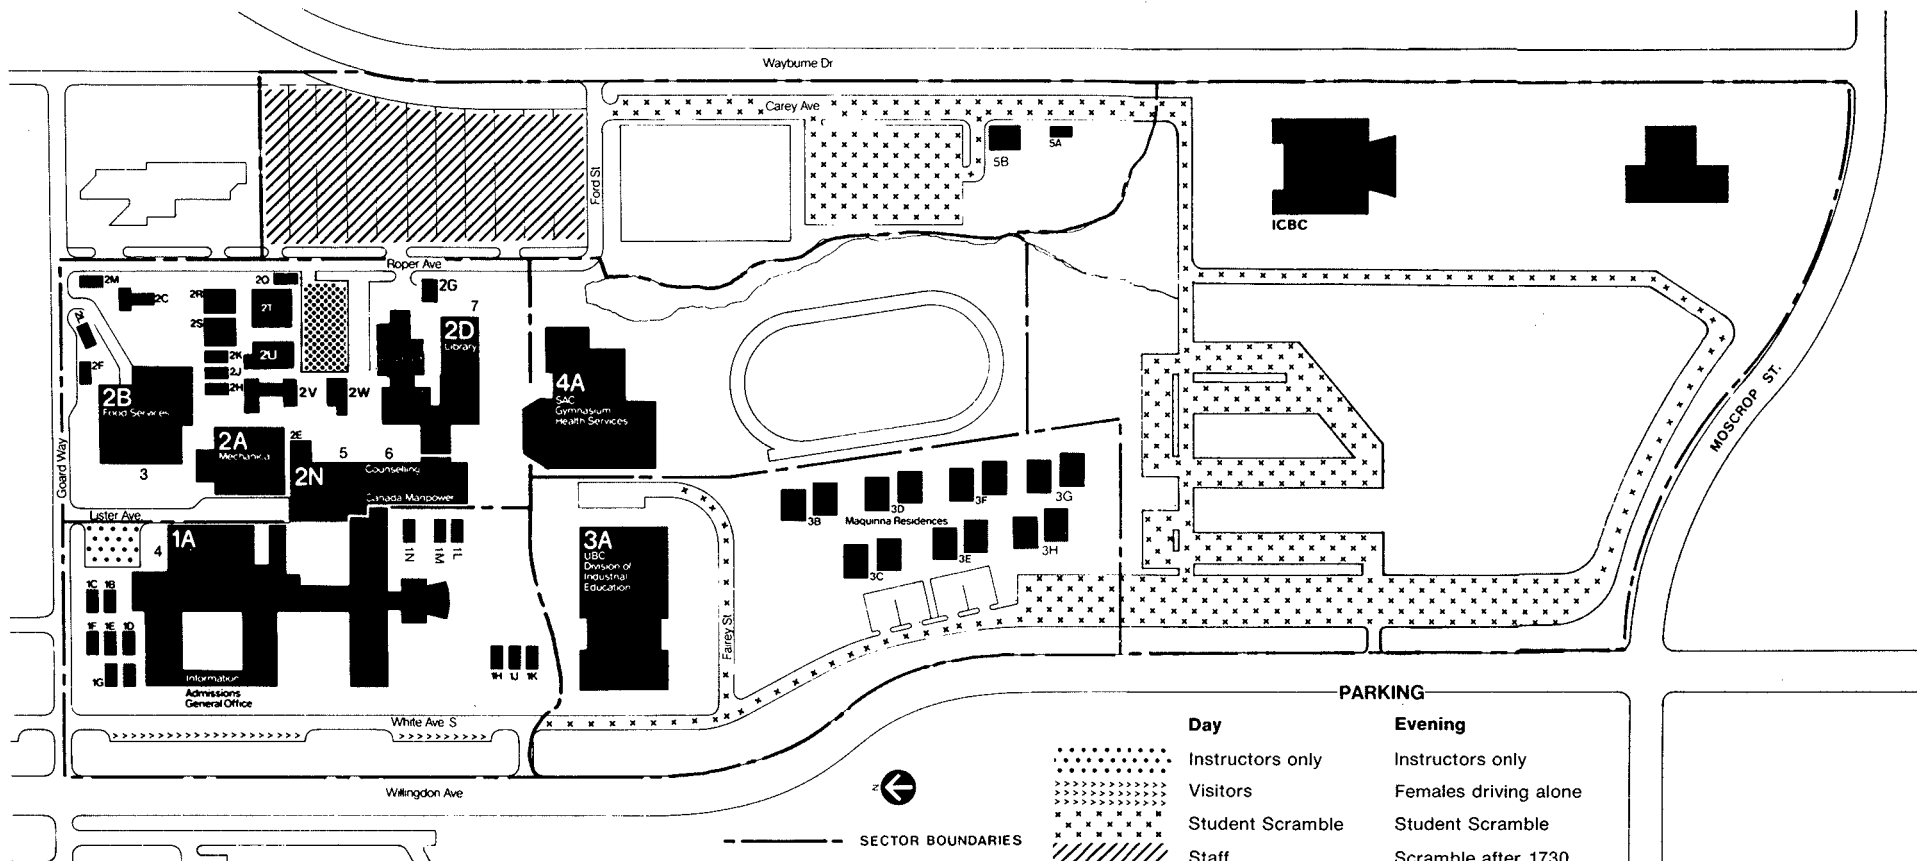 Wayburne Dr
Carey Ave
5B
5A
Ford St
ICBC
Roper Ave
2M
2C
2O
2R
2T
2S
2L
2K
2U
2J
2H
2F
2V
2W
2G
7
2D
Library
2B
Food Services
3
2A
Mechanica
2E
2N
5
6
Counselling
Canada Manpower
4A
SAC
Gymnasium
Health Services
Goard Way
MOSCROP ST.
Lister Ave
4
1A
1N
1M
1L
1C
1B
1F
1E
1D
1G
1H
1J
1K
Information
Admissions
General Office
3A
UBC
Division of
Industrial
Education
Fairey St
3B
3D
3F
3G
Maquinna Residences
3C
3E
3H
White Ave S
Willingdon Ave
N
SECTOR BOUNDARIES
PARKING
Day Evening
Instructors only Instructors only
Visitors Females driving alone
Student Scramble Student Scramble
Staff Scramble after 1730